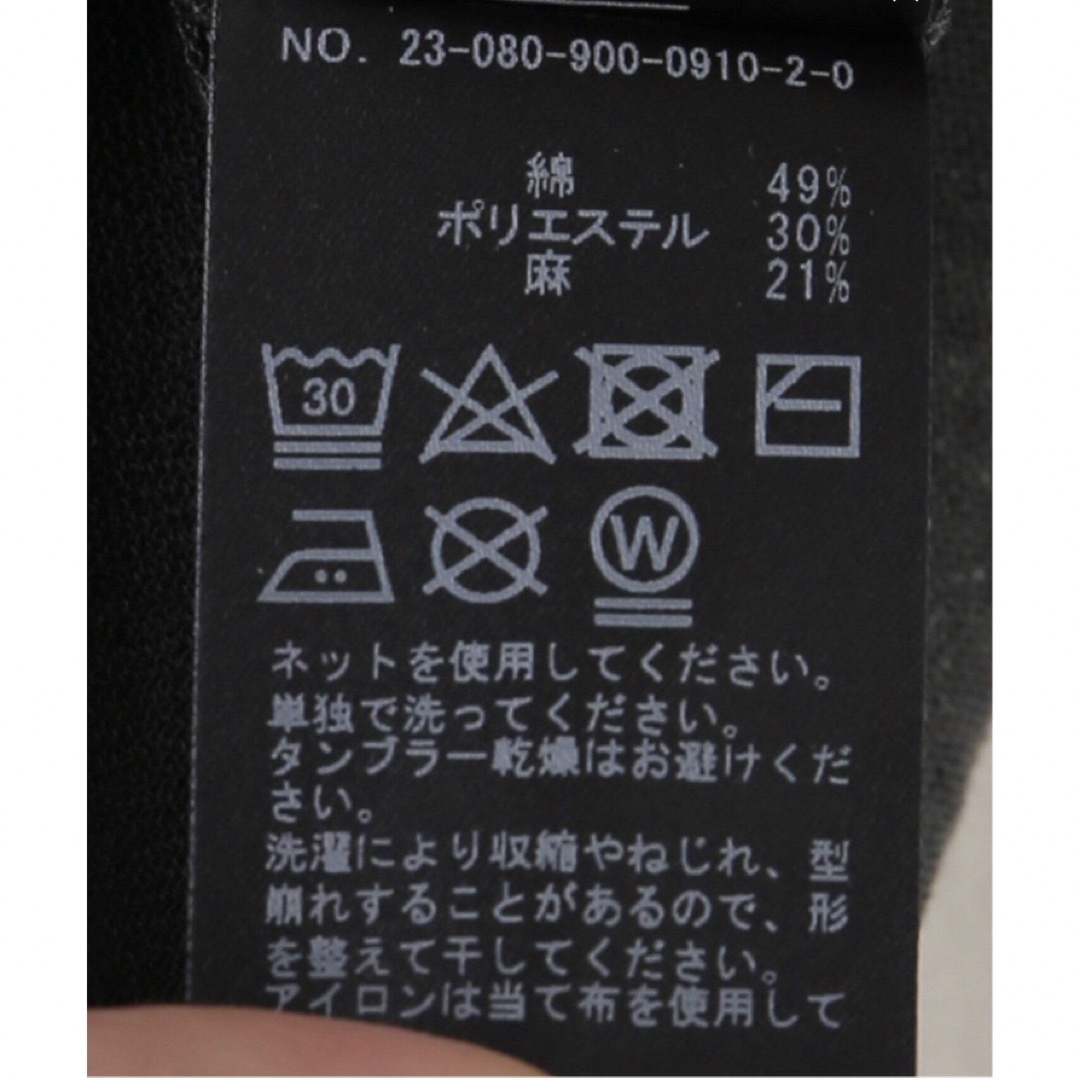 NO. 23-080-900-0910-2-0
綿 49%
ポリエステル 30%
麻 21%
30
W
ネットを使用してください。
単独で洗ってください。
タンブラー乾燥はお避けくだ
さい。
洗濯により収縮やねじれ、型
崩れすることがあるので、形
を整えて干してください。
アイロンは当て布を使用して